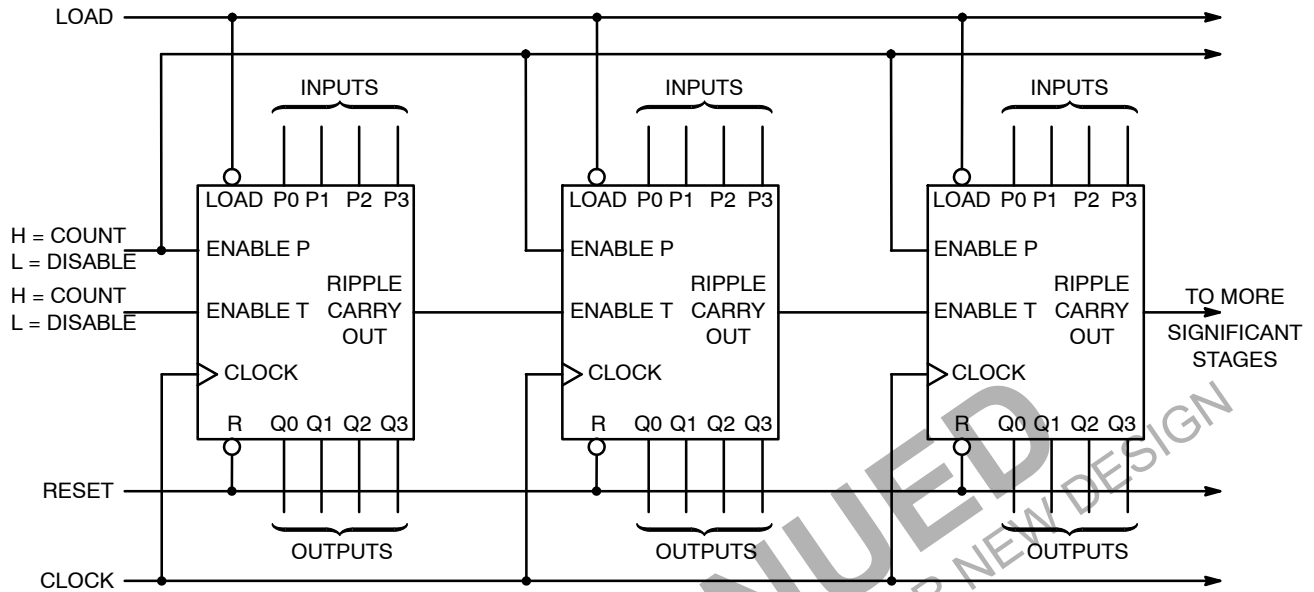 LOAD
INPUTS INPUTS INPUTS
LOAD P0 P1 P2 P3 LOAD P0 P1 P2 P3 LOAD P0 P1 P2 P3
H = COUNT
L = DISABLE
ENABLE P ENABLE P ENABLE P
H = COUNT
L = DISABLE
ENABLE T
RIPPLE
CARRY
OUT
ENABLE T
RIPPLE
CARRY
OUT
ENABLE T
RIPPLE
CARRY
OUT
TO MORE
SIGNIFICANT
STAGES
CLOCK CLOCK CLOCK
R Q0 Q1 Q2 Q3 R Q0 Q1 Q2 Q3 R Q0 Q1 Q2 Q3
RESET
OUTPUTS OUTPUTS OUTPUTS
CLOCK
NUED
NEW DESIGN